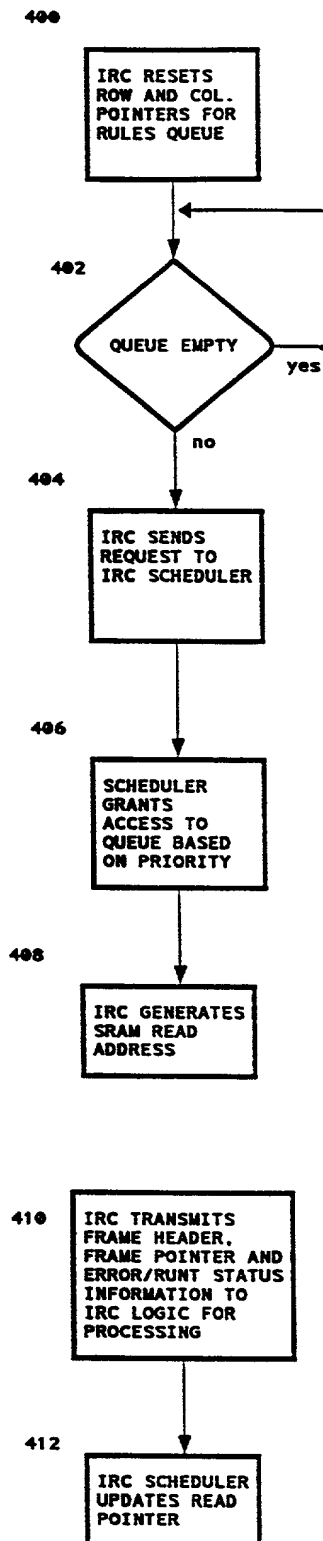 400
IRC RESETS
ROW AND COL.
POINTERS FOR
RULES QUEUE
402
QUEUE EMPTY
yes
no
404
IRC SENDS
REQUEST TO
IRC SCHEDULER
406
SCHEDULER
GRANTS
ACCESS TO
QUEUE BASED
ON PRIORITY
408
IRC GENERATES
SRAM READ
ADDRESS
410
IRC TRANSMITS
FRAME HEADER,
FRAME POINTER AND
ERROR/RUNT STATUS
INFORMATION TO
IRC LOGIC FOR
PROCESSING
412
IRC SCHEDULER
UPDATES READ
POINTER